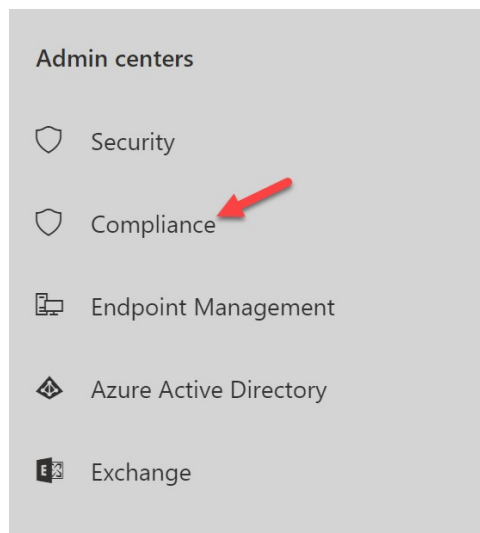 Admin centers
Security
Compliance
Endpoint Management
Azure Active Directory
E
Exchange